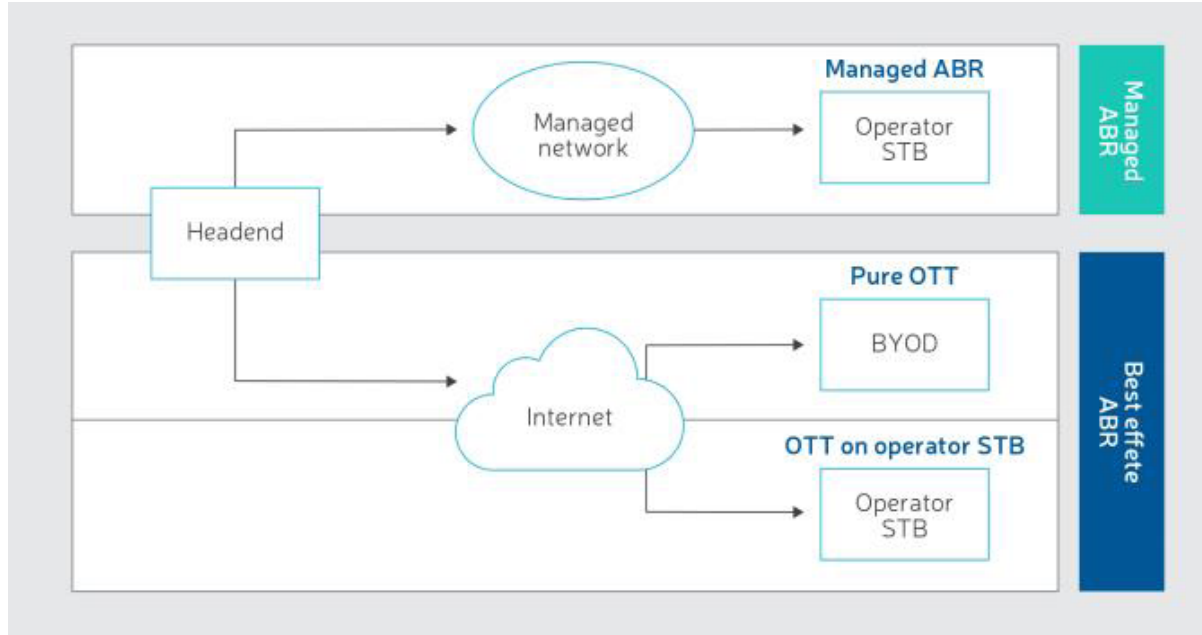 Managed ABR
Managed
network
Operator
STB
Managed
ABR
Headend
Pure OTT
BYOD
Internet
OTT on operator STB
Operator
STB
Best effete
ABR